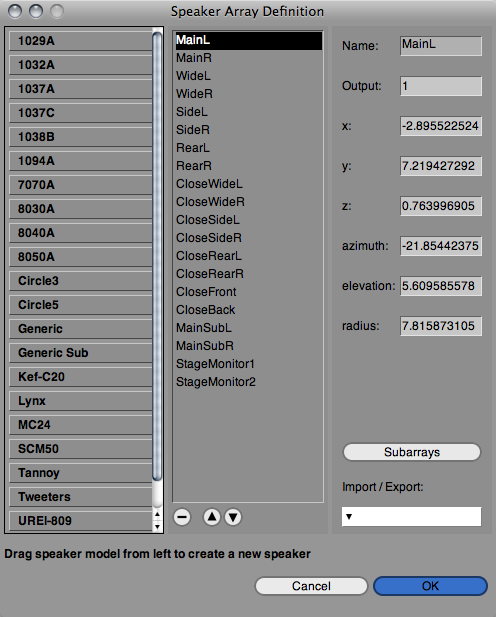 Speaker Array Definition
1029A
1032A
1037A
1037C
1038B
1094A
7070A
8030A
8040A
8050A
Circle3
Circle5
Generic
Generic Sub
Kef-C20
Lynx
MC24
SCM50
Tannoy
Tweeters
UREI-809
MainL
MainR
WideL
WideR
SideL
SideR
RearL
RearR
CloseWideL
CloseWideR
CloseSideL
CloseSideR
CloseRearL
CloseRearR
CloseFront
CloseBack
MainSubL
MainSubR
StageMonitor1
StageMonitor2
Name: MainL
Output: 1
x: -2.895522524
y: 7.219427292
z: 0.763996905
azimuth: -21.85442375
elevation: 5.609585578
radius: 7.815873105
Subarrays
Import / Export:
Drag speaker model from left to create a new speaker
Cancel
OK